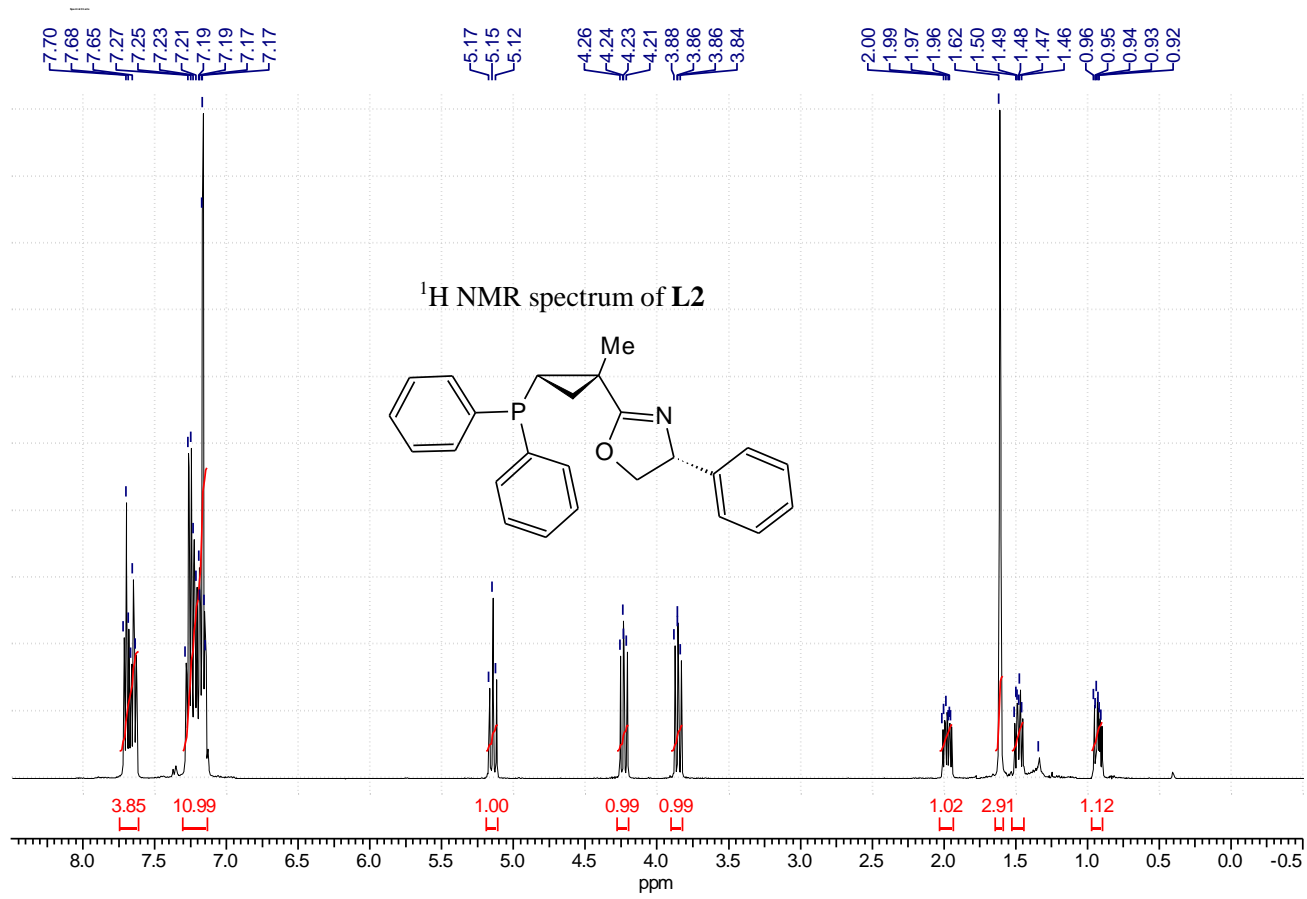 7.70 7.68 7.65 7.27 7.25 7.23 7.21 7.19 7.19 7.17 7.17 5.17 5.15 5.12 4.26 4.24 4.23 4.21 3.88 3.86 3.86 3.84 2.00 1.99 1.97 1.96 1.62 1.50 1.49 1.48 1.47 1.46 0.96 0.95 0.94 0.93 0.92
¹H NMR spectrum of L2
Me
P
N
O
3.85 10.99 1.00 0.99 0.99 1.02 2.91 1.12
8.0 7.5 7.0 6.5 6.0 5.5 5.0 4.5 4.0 3.5 3.0 2.5 2.0 1.5 1.0 0.5 0.0 -0.5
ppm